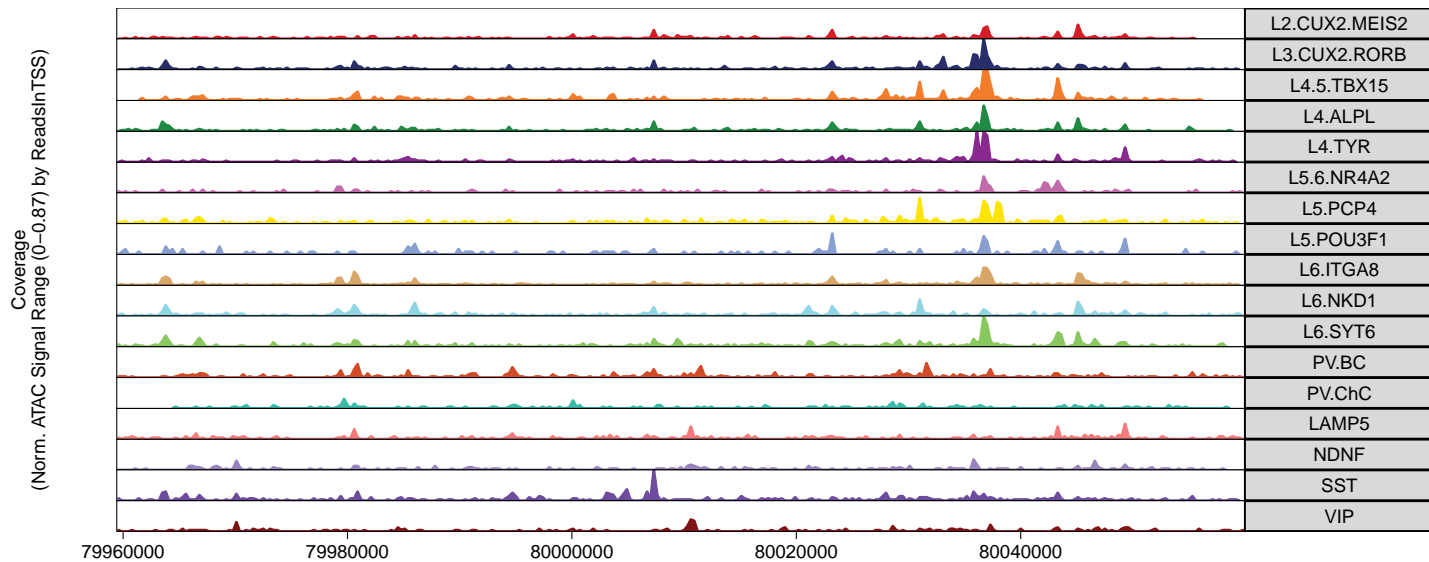 Coverage
(Norm. ATAC Signal Range (0−0.87) by ReadsInTSS)
L2.CUX2.MEIS2
L3.CUX2.RORB
L4.5.TBX15
L4.ALPL
L4.TYR
L5.6.NR4A2
L5.PCP4
L5.POU3F1
L6.ITGA8
L6.NKD1
L6.SYT6
PV.BC
PV.ChC
LAMP5
NDNF
SST
VIP
79960000 79980000 80000000 80020000 80040000